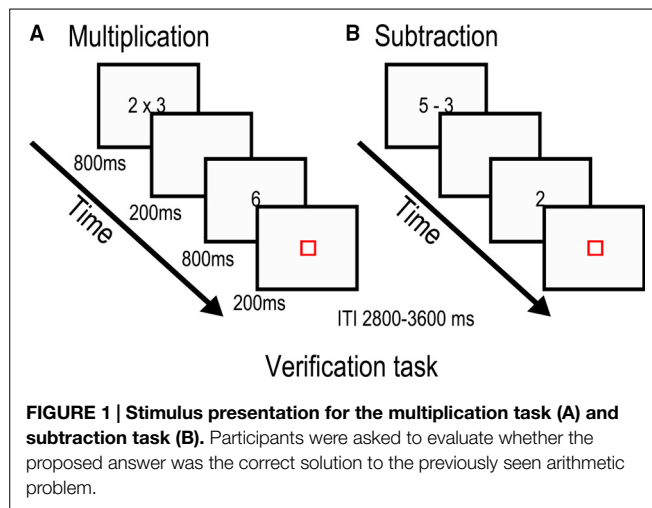 A Multiplication
B Subtraction
2 x 3
800ms
200ms
6
800ms
200ms
Time
5 - 3
2
Time
ITI 2800-3600 ms
Verification task
FIGURE 1 | Stimulus presentation for the multiplication task (A) and
subtraction task (B). Participants were asked to evaluate whether the
proposed answer was the correct solution to the previously seen arithmetic
problem.